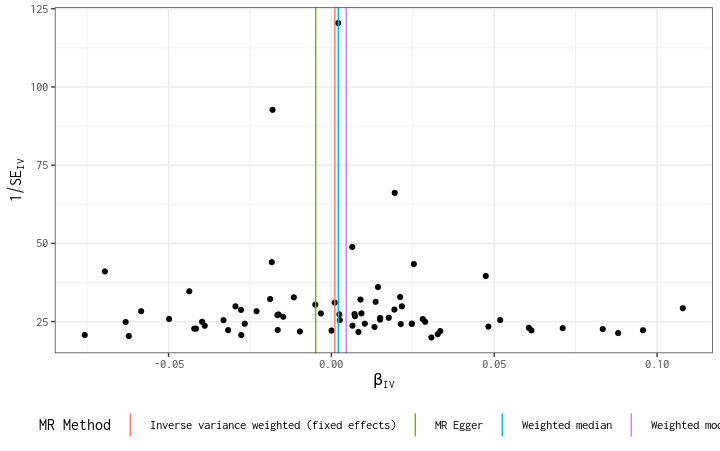 125
100
75
50
25
1/SE_IV
-0.05 0.00 0.05 0.10
β_IV
MR Method Inverse variance weighted (fixed effects) MR Egger Weighted median Weighted